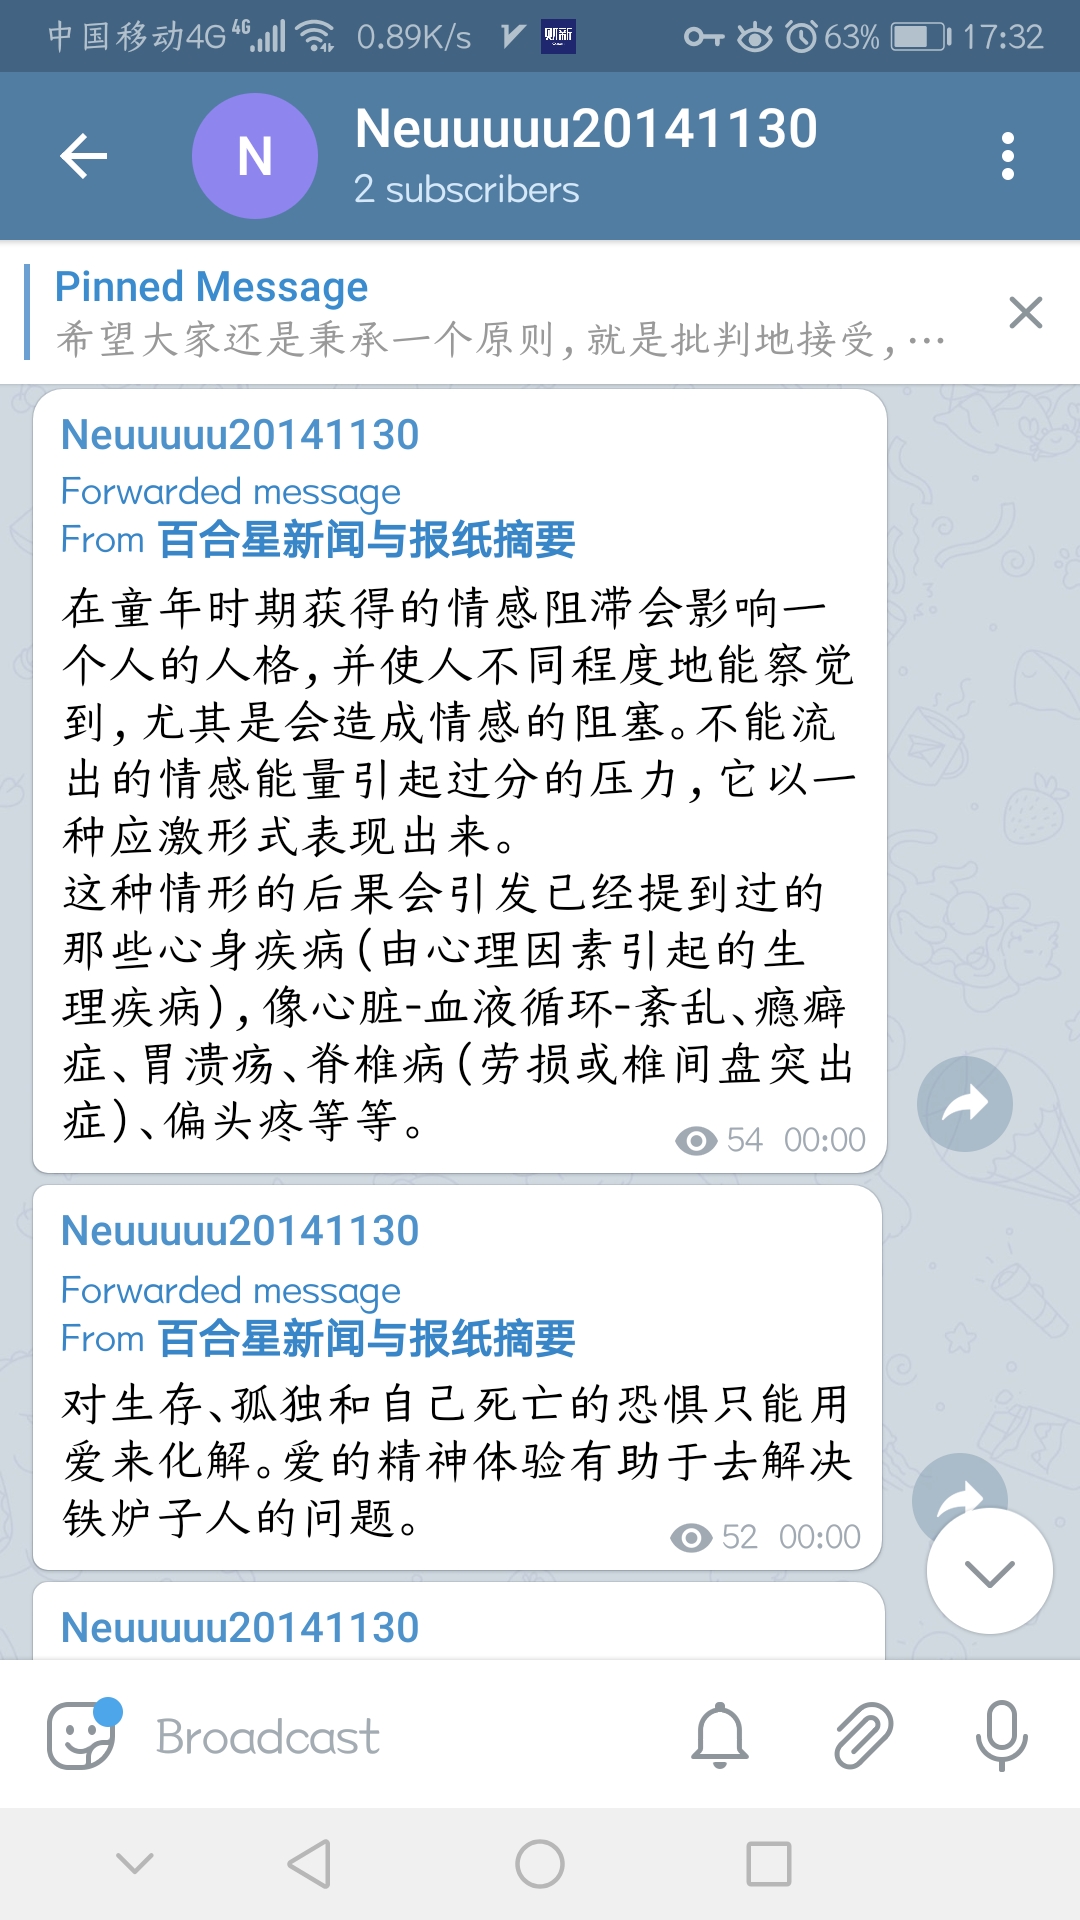 中国移动4G 4G 0.89K/s 财新 63% 17:32
N
Neuuuuu20141130
2 subscribers
Pinned Message
希望大家还是秉承一个原则,就是批判地接受,…
Neuuuuu20141130
Forwarded message
From 百合星新闻与报纸摘要
在童年时期获得的情感阻滞会影响一
个人的人格,并使人不同程度地能察觉
到,尤其是会造成情感的阻塞。不能流
出的情感能量引起过分的压力,它以一
种应激形式表现出来。
这种情形的后果会引发已经提到过的
那些心身疾病(由心理因素引起的生
理疾病),像心脏-血液循环-紊乱、瘾癖
症、胃溃疡、脊椎病(劳损或椎间盘突出
症)、偏头疼等等。
54 00:00
Neuuuuu20141130
Forwarded message
From 百合星新闻与报纸摘要
对生存、孤独和自己死亡的恐惧只能用
爱来化解。爱的精神体验有助于去解决
铁炉子人的问题。
52 00:00
Neuuuuu20141130
Broadcast